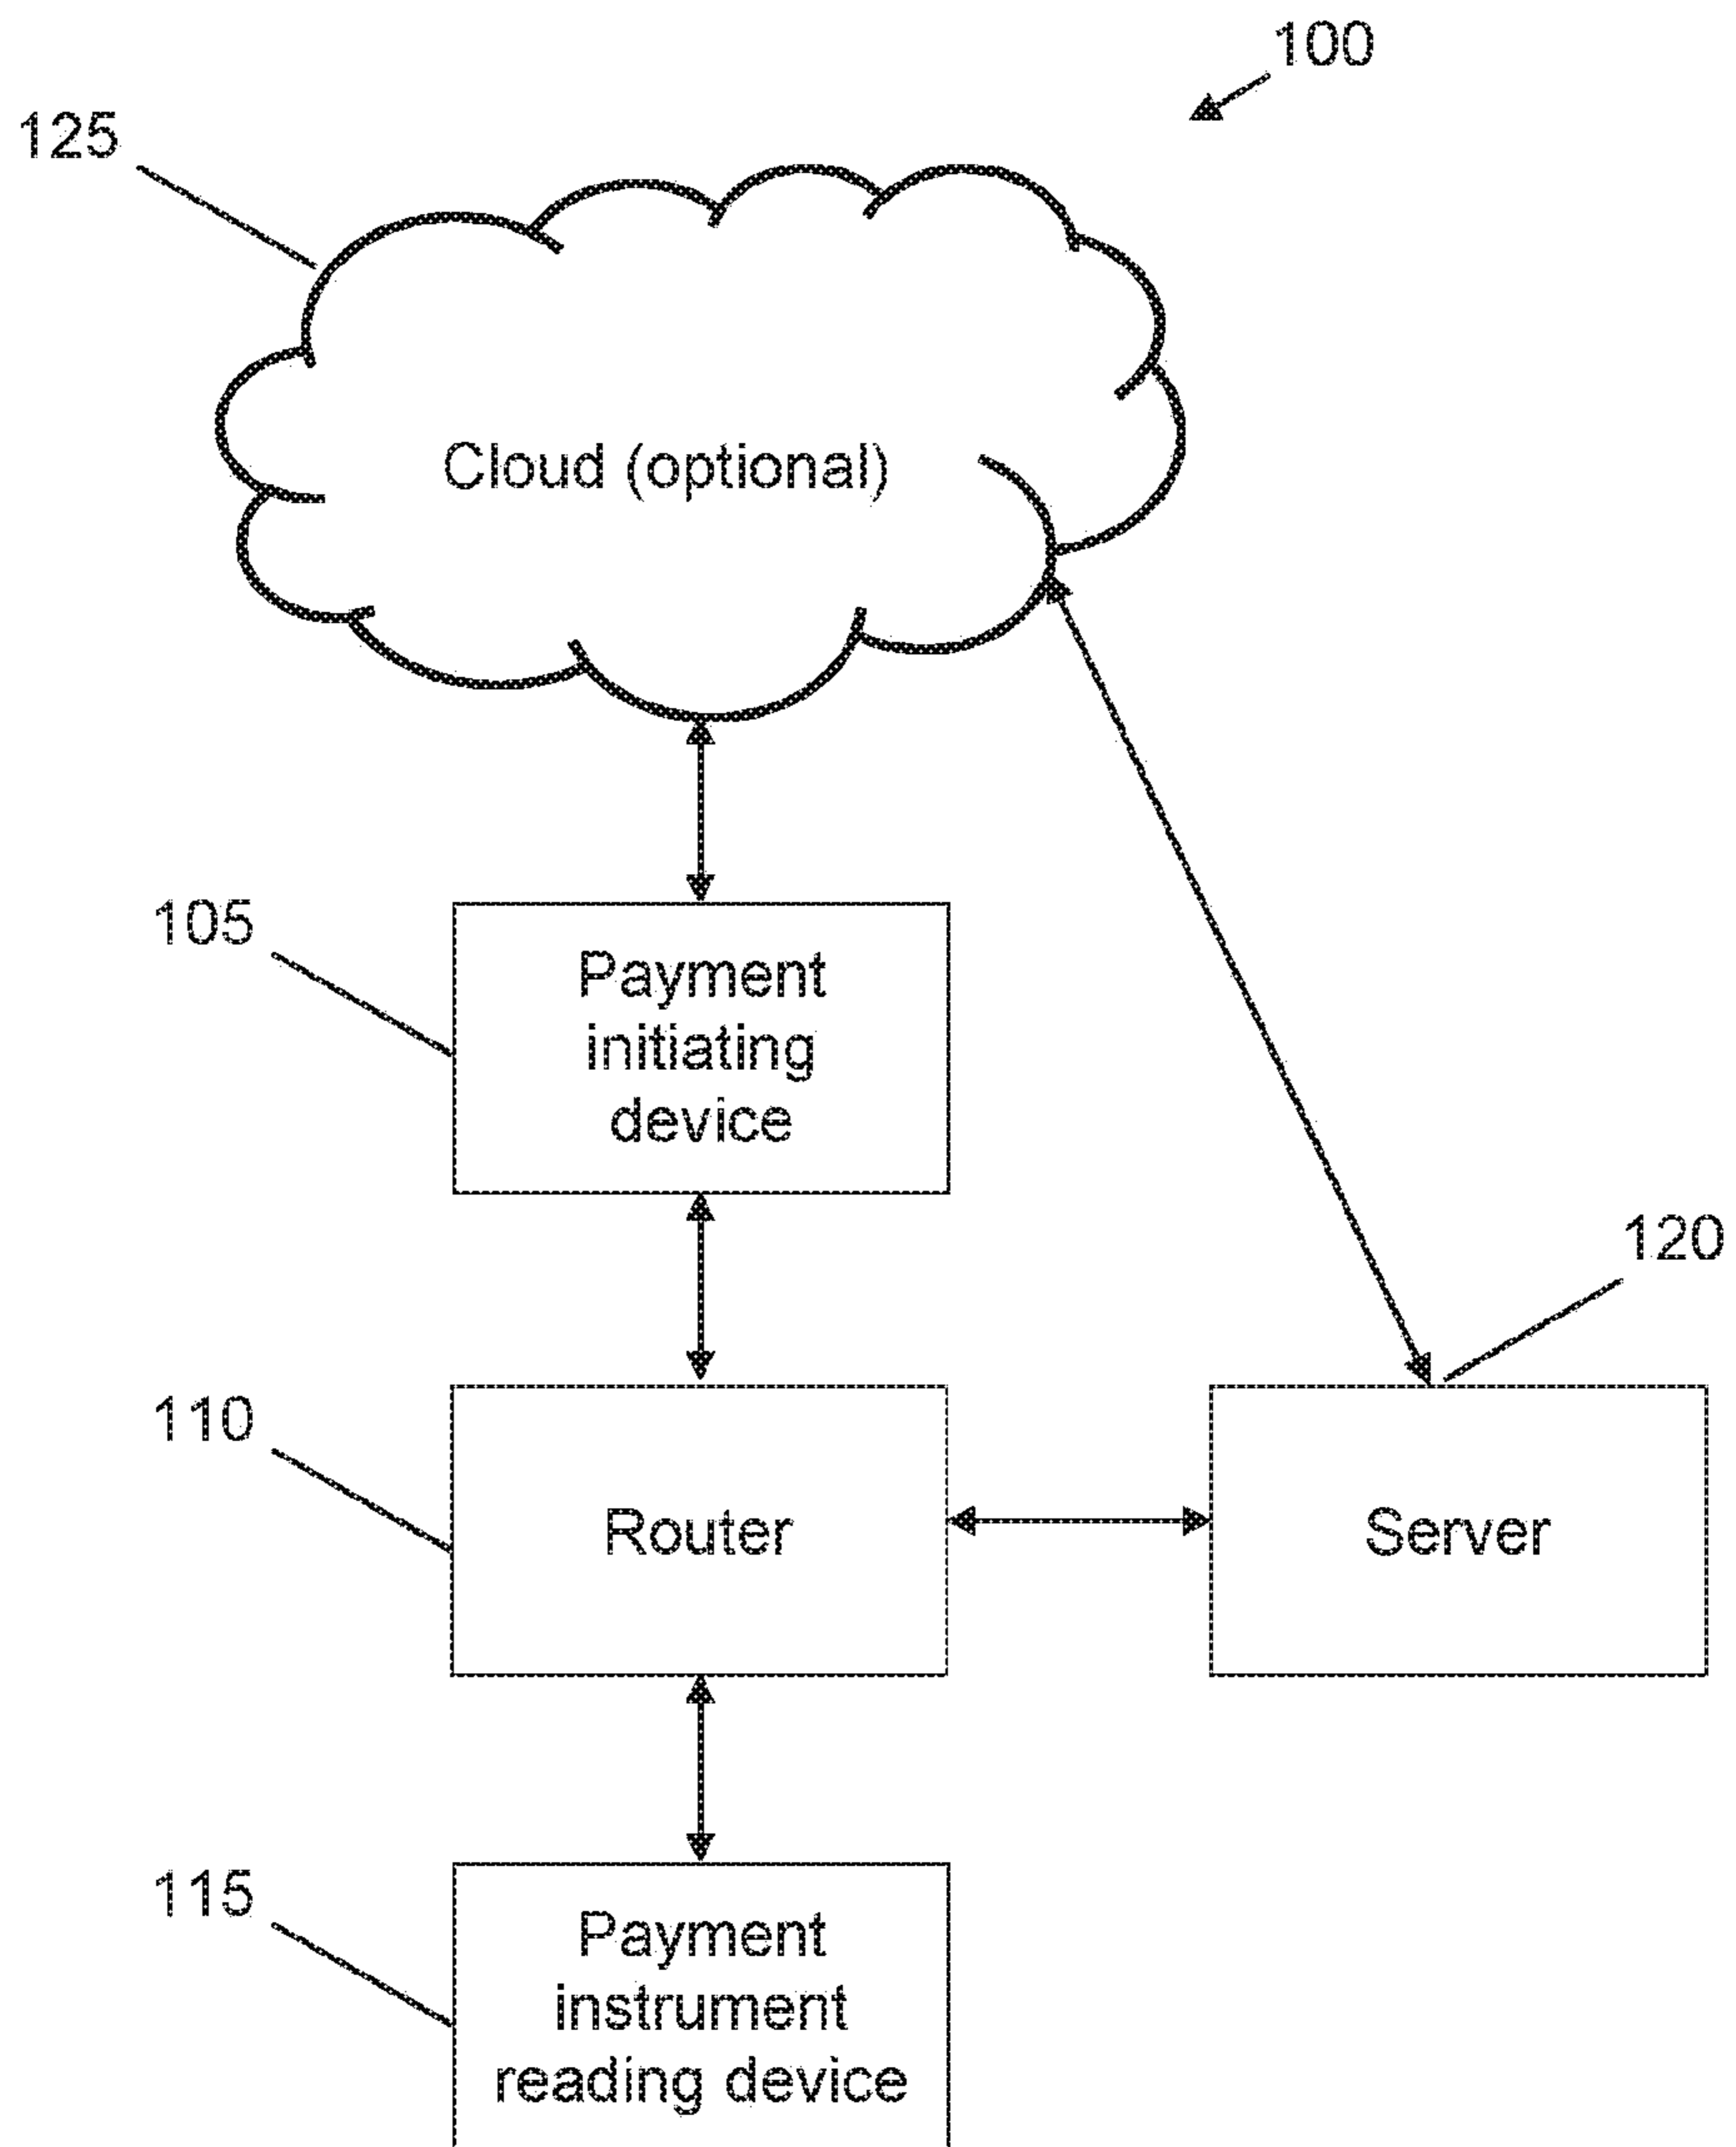 100
125
Cloud (optional)
105
Payment
initiating
device
120
110
Router
Server
115
Payment
instrument
reading device